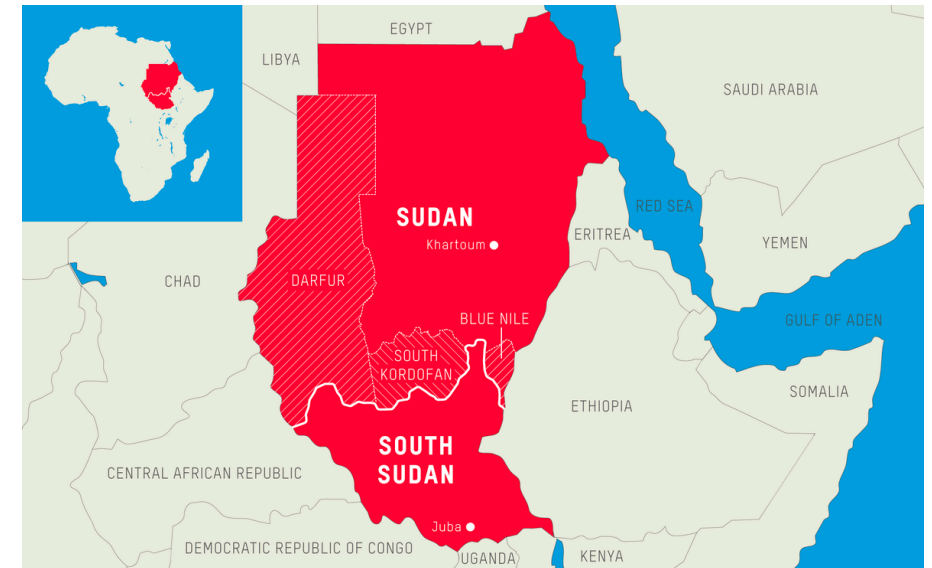 EGYPT
LIBYA
SAUDI ARABIA
RED SEA
SUDAN
Khartoum
ERITREA
YEMEN
CHAD
DARFUR
BLUE NILE
GULF OF ADEN
SOUTH
KORDOFAN
SOMALIA
ETHIOPIA
SOUTH
SUDAN
CENTRAL AFRICAN REPUBLIC
Juba
DEMOCRATIC REPUBLIC OF CONGO
UGANDA
KENYA